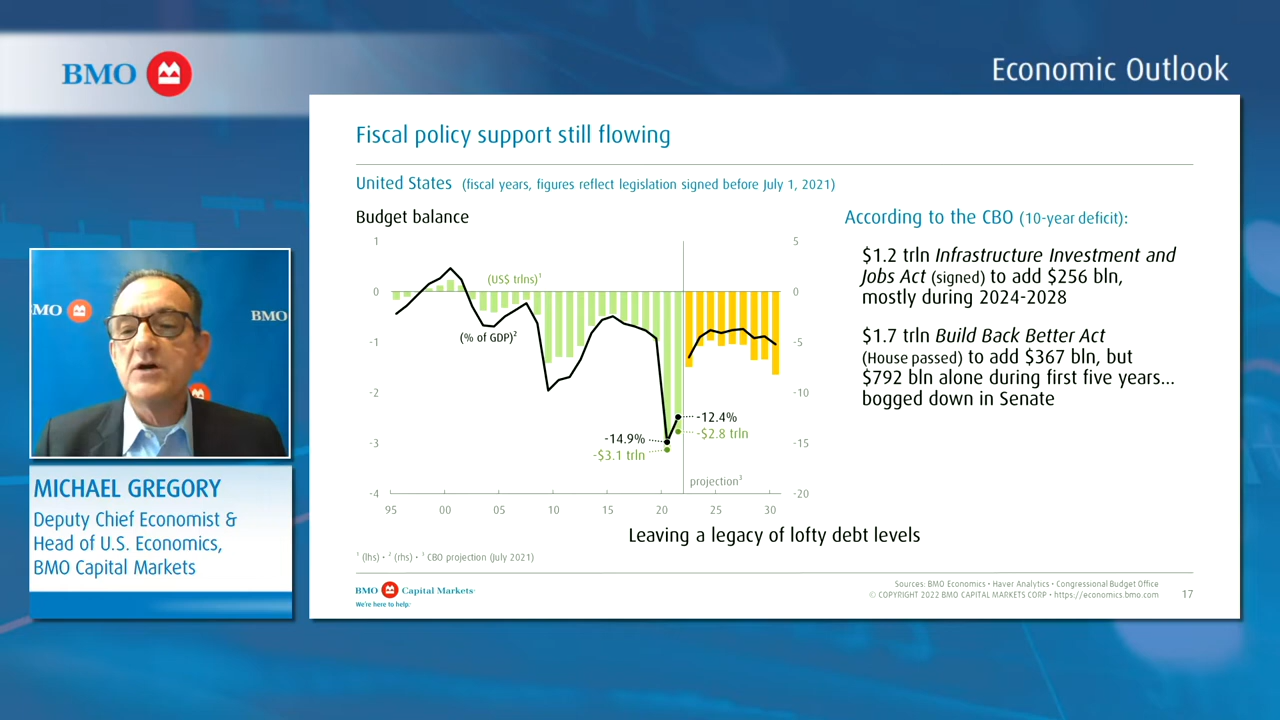 BMO
Economic Outlook
Fiscal policy support still flowing
United States (fiscal years, figures reflect legislation signed before July 1, 2021)
Budget balance
1
0
-1
-2
-3
-4
5
0
-5
-10
-15
-20
(US$ trlns)¹
(% of GDP)²
-14.9%
-$3.1 trln
-12.4%
-$2.8 trln
projection³
95 00 05 10 15 20 25 30
According to the CBO (10-year deficit):
$1.2 trln Infrastructure Investment and
Jobs Act (signed) to add $256 bln,
mostly during 2024-2028
$1.7 trln Build Back Better Act
(House passed) to add $367 bln, but
$792 bln alone during first five years...
bogged down in Senate
Leaving a legacy of lofty debt levels
¹ (lhs) • ² (rhs) • ³ CBO projection (July 2021)
BMO Capital Markets
We're here to help.
Sources: BMO Economics • Haver Analytics • Congressional Budget Office
© COPYRIGHT 2022 BMO CAPITAL MARKETS CORP • https://economics.bmo.com
17
MO
BMO
MICHAEL GREGORY
Deputy Chief Economist &
Head of U.S. Economics,
BMO Capital Markets